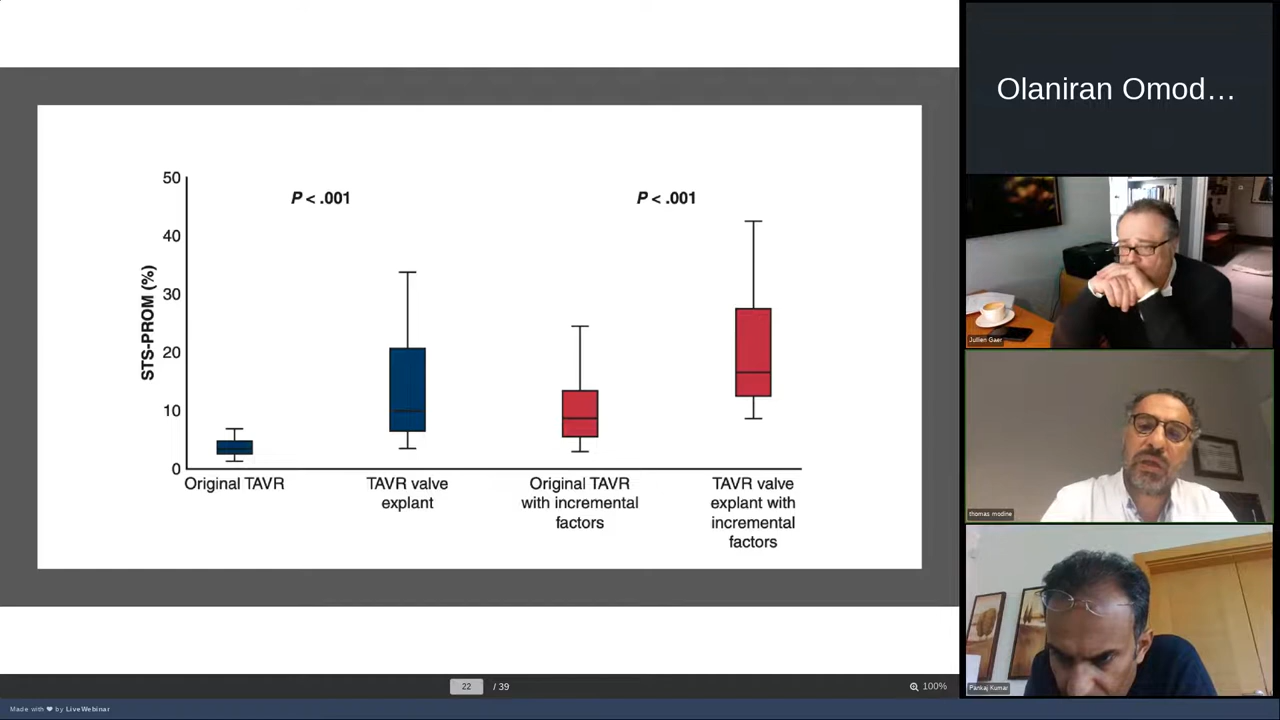 50
P < .001
P < .001
40
30
20
10
0
STS-PROM (%)
Original TAVR
TAVR valve
explant
Original TAVR
with incremental
factors
TAVR valve
explant with
incremental
factors
22 / 39
100%
Made with ❤ by LiveWebinar
Olaniran Omod...
Jullien Gaer
thomas modine
Pankaj Kumar